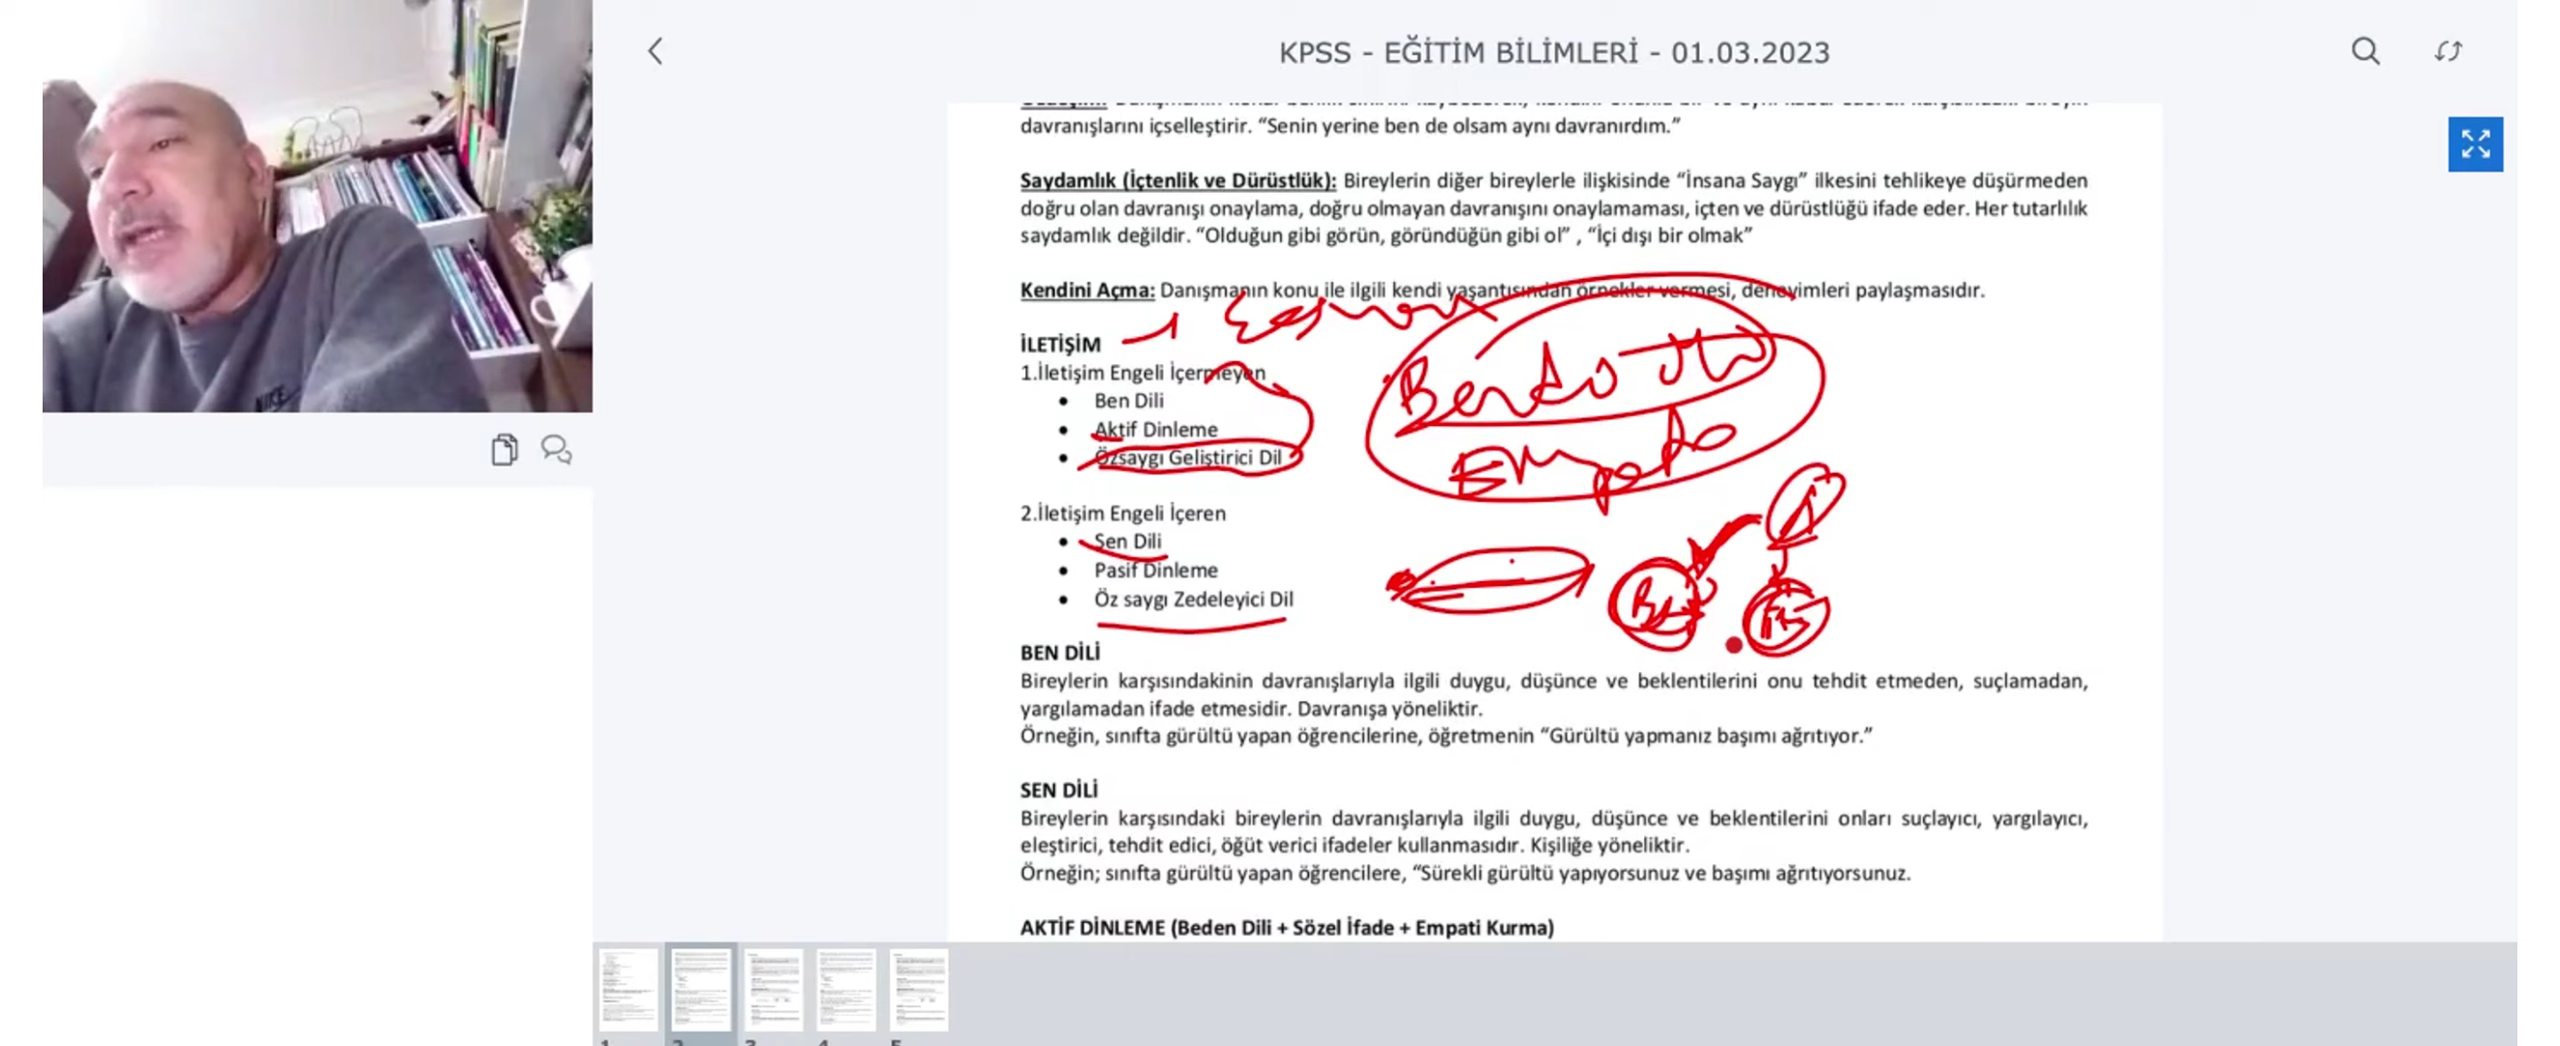 KPSS - EĞİTİM BİLİMLERİ - 01.03.2023
davranışlarını içselleştirir. “Senin yerine ben de olsam aynı davranırdım.”
Saydamlık (İçtenlik ve Dürüstlük): Bireylerin diğer bireylerle ilişkisinde “İnsana Saygı” ilkesini tehlikeye düşürmeden
doğru olan davranışı onaylama, doğru olmayan davranışını onaylamaması, içten ve dürüstlüğü ifade eder. Her tutarlılık
saydamlık değildir. “Olduğun gibi görün, göründüğün gibi ol” , “İçi dışı bir olmak”
Kendini Açma: Danışmanın konu ile ilgili kendi yaşantısından örnekler vermesi, deneyimleri paylaşmasıdır.
İLETİŞİM
1.İletişim Engeli İçermeyen
• Ben Dili
• Aktif Dinleme
• Özsaygı Geliştirici Dil
Empati
2.İletişim Engeli İçeren
• Sen Dili
• Pasif Dinleme
• Öz saygı Zedeleyici Dil
BEN DİLİ
Bireylerin karşısındakinin davranışlarıyla ilgili duygu, düşünce ve beklentilerini onu tehdit etmeden, suçlamadan,
yargılamadan ifade etmesidir. Davranışa yöneliktir.
Örneğin, sınıfta gürültü yapan öğrencilerine, öğretmenin “Gürültü yapmanız başımı ağrıtıyor.”
SEN DİLİ
Bireylerin karşısındaki bireylerin davranışlarıyla ilgili duygu, düşünce ve beklentilerini onları suçlayıcı, yargılayıcı,
eleştirici, tehdit edici, öğüt verici ifadeler kullanmasıdır. Kişiliğe yöneliktir.
Örneğin; sınıfta gürültü yapan öğrencilere, “Sürekli gürültü yapıyorsunuz ve başımı ağrıtıyorsunuz.
AKTİF DİNLEME (Beden Dili + Sözel İfade + Empati Kurma)
NIKE